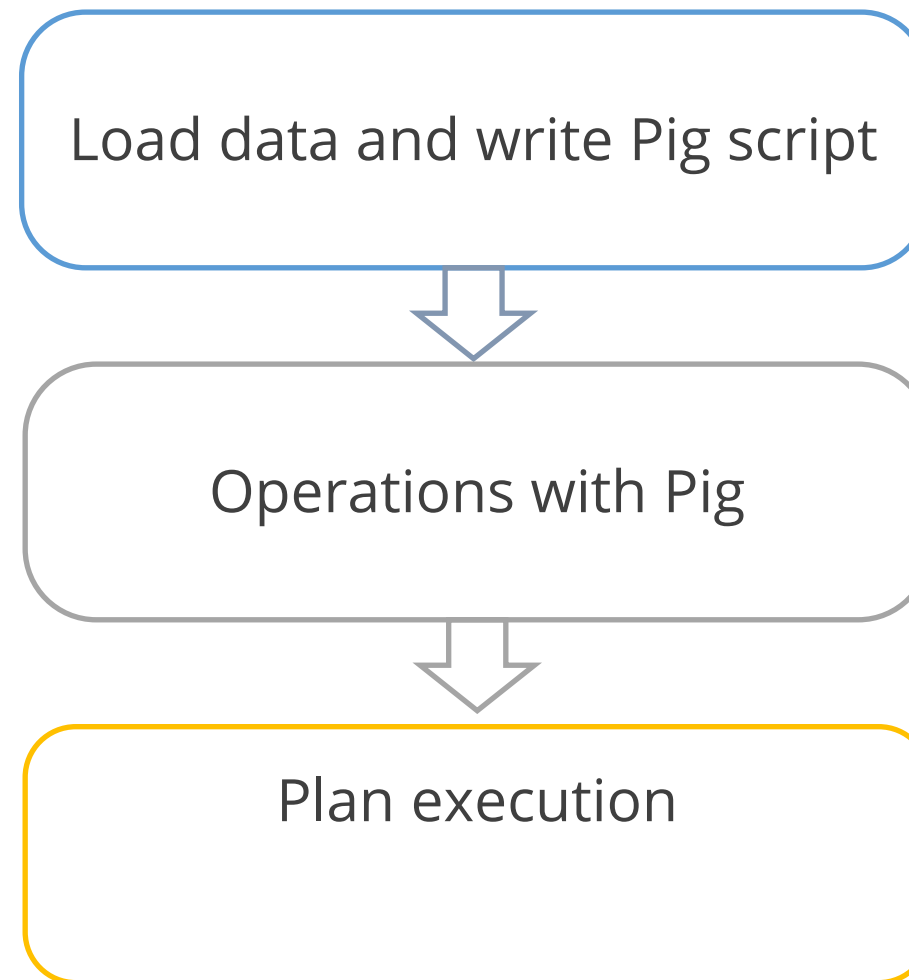 Load data and write Pig script
Operations with Pig
Plan execution